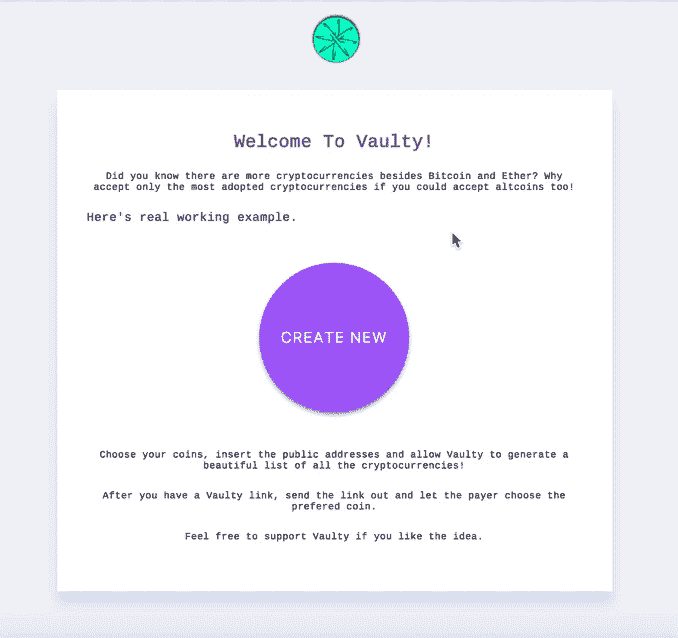 Welcome To Vaulty!
Did you know there are more cryptocurrencies besides Bitcoin and Ether? Why
accept only the most adopted cryptocurrencies if you could accept altcoins too!
Here's real working example.
CREATE NEW
Choose your coins, insert the public addresses and allow Vaulty to generate a
beautiful list of all the cryptocurrencies!
After you have a Vaulty link, send the link out and let the payer choose the
prefered coin.
Feel free to support Vaulty if you like the idea.